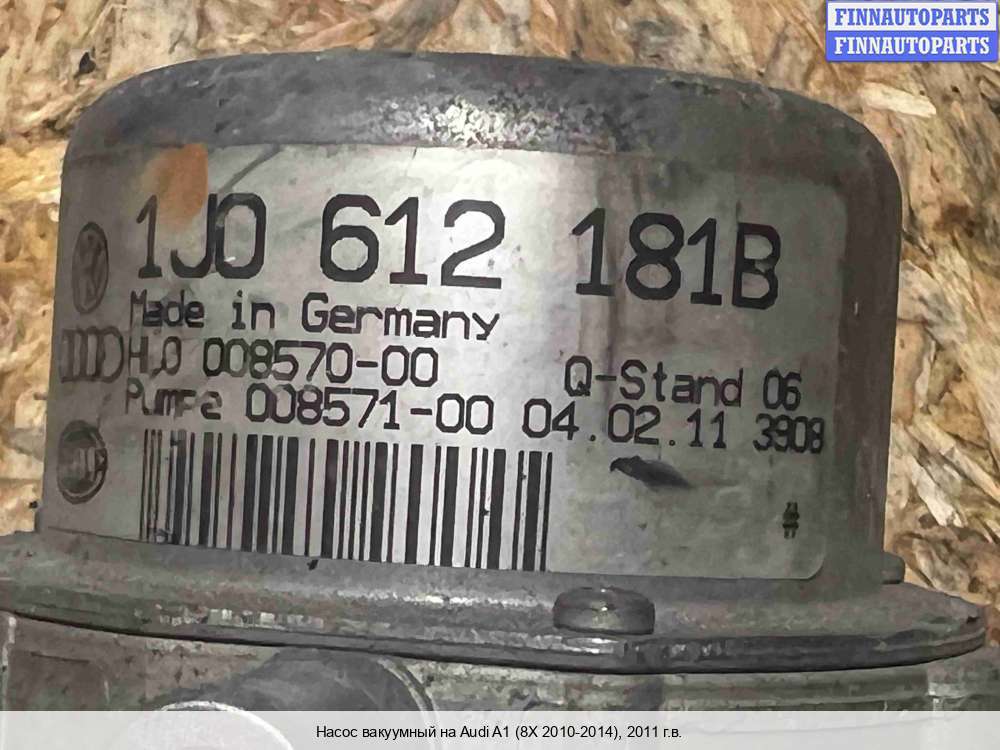 FINNAUTOPARTS
FINNAUTOPARTS
1J0 612 181B
Made in Germany
008570-00
Q-Stand 06
Pumpe 008571-00 04.02.11 3908
Насос вакуумный на Audi A1 (8X 2010-2014), 2011 г.в.